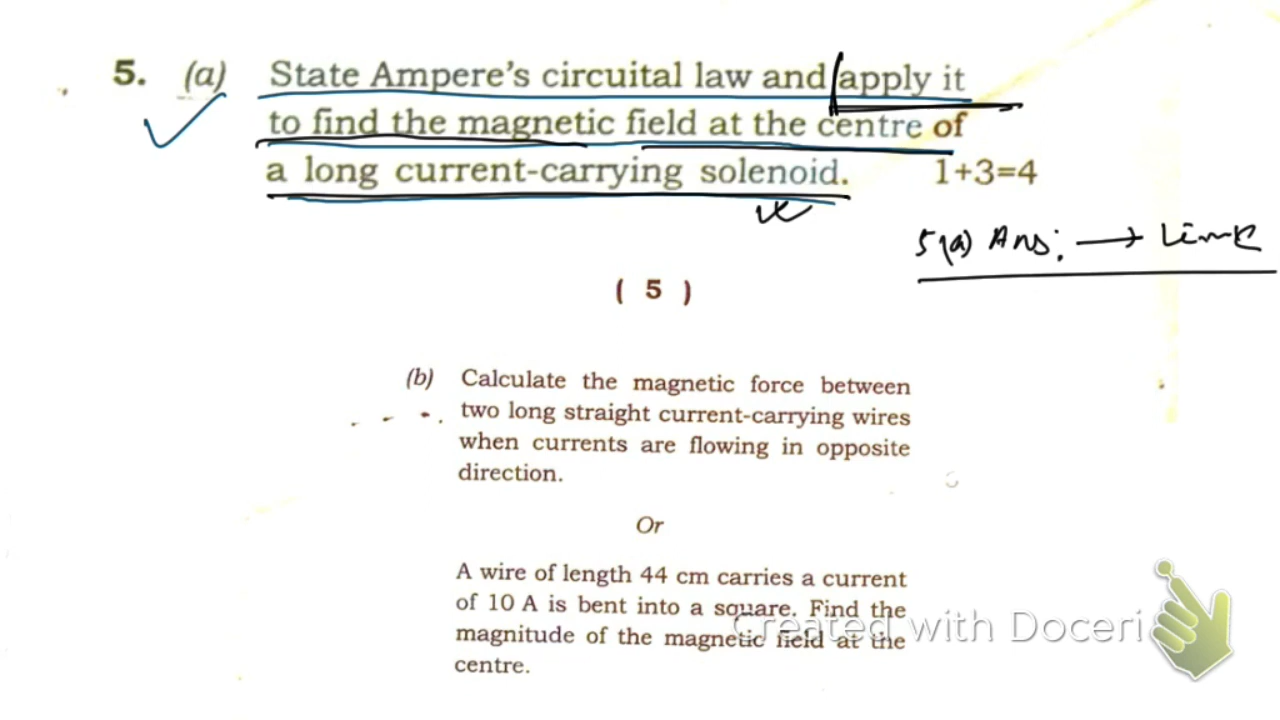 5. (a) State Ampere's circuital law and apply it
to find the magnetic field at the centre of
a long current-carrying solenoid. 1+3=4
5(a) Ans: → Link
( 5 )
(b) Calculate the magnetic force between
two long straight current-carrying wires
when currents are flowing in opposite
direction.
Or
A wire of length 44 cm carries a current
of 10 A is bent into a square. Find the
magnitude of the magnetic field at the
centre.
Created with Doceri